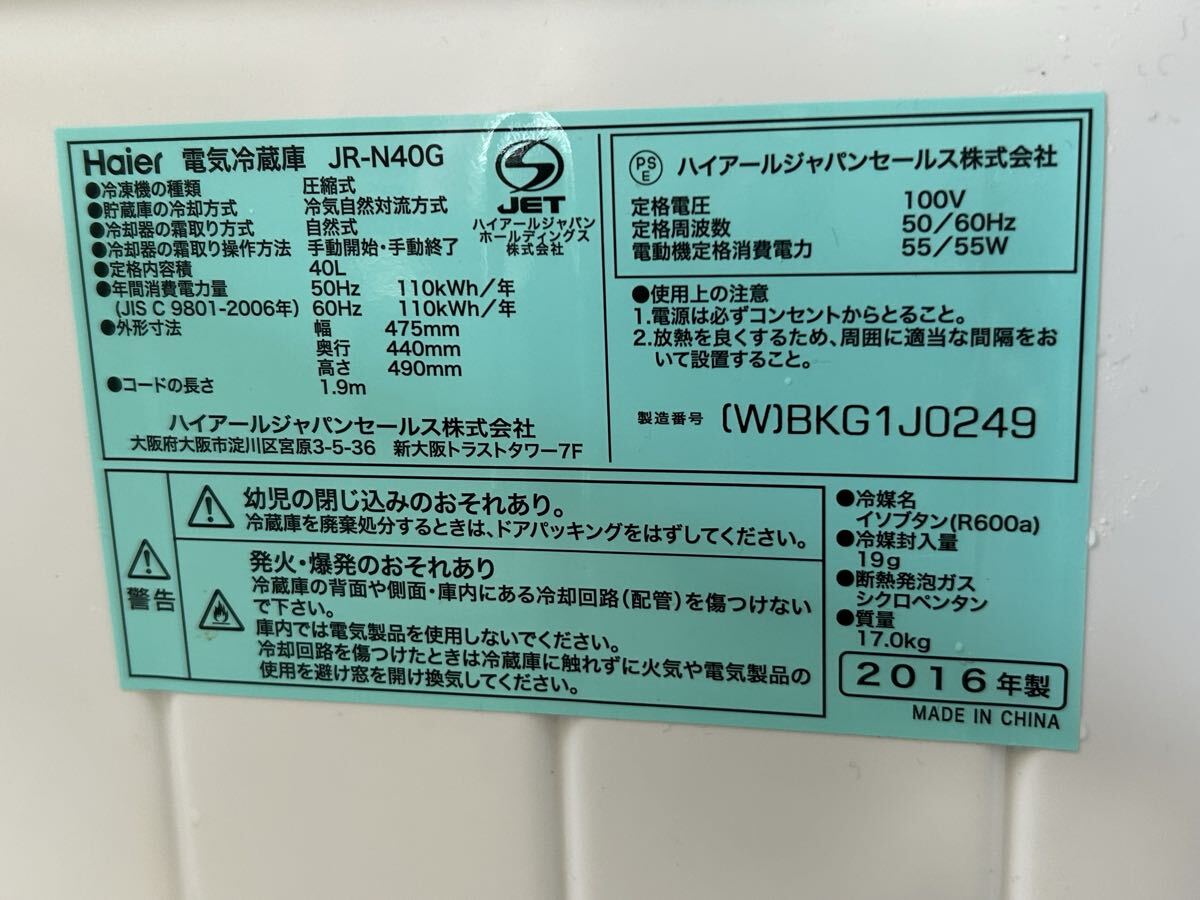 Haier 電気冷蔵庫 JR-N40G
●冷凍機の種類 圧縮式
●貯蔵庫の冷却方式 冷気自然対流方式
●冷却器の霜取り方式 自然式
●冷却器の霜取り操作方法 手動開始・手動終了
●定格内容積 40L
●年間消費電力量 50Hz 110kWh/年
(JIS C 9801-2006年) 60Hz 110kWh/年
●外形寸法 幅 475mm
奥行 440mm
高さ 490mm
●コードの長さ 1.9m
ハイアールジャパンセールス株式会社
大阪府大阪市淀川区宮原3-5-36 新大阪トラストタワー7F
JET
ハイアールジャパン
ホールディングス
株式会社
PS
E
ハイアールジャパンセールス株式会社
定格電圧 100V
定格周波数 50/60Hz
電動機定格消費電力 55/55W
●使用上の注意
1.電源は必ずコンセントからとること。
2.放熱を良くするため、周囲に適当な間隔をお
いて設置すること。
製造番号 (W)BKG1J0249
警告
幼児の閉じ込みのおそれあり。
冷蔵庫を廃棄処分するときは、ドアパッキングをはずしてください。
発火・爆発のおそれあり
冷蔵庫の背面や側面・庫内にある冷却回路(配管)を傷つけない
で下さい。
庫内では電気製品を使用しないでください。
冷却回路を傷つけたときは冷蔵庫に触れずに火気や電気製品の
使用を避け窓を開け換気してください。
●冷媒名
イソブタン(R600a)
●冷媒封入量
19g
●断熱発泡ガス
シクロペンタン
●質量
17.0kg
2016年製
MADE IN CHINA